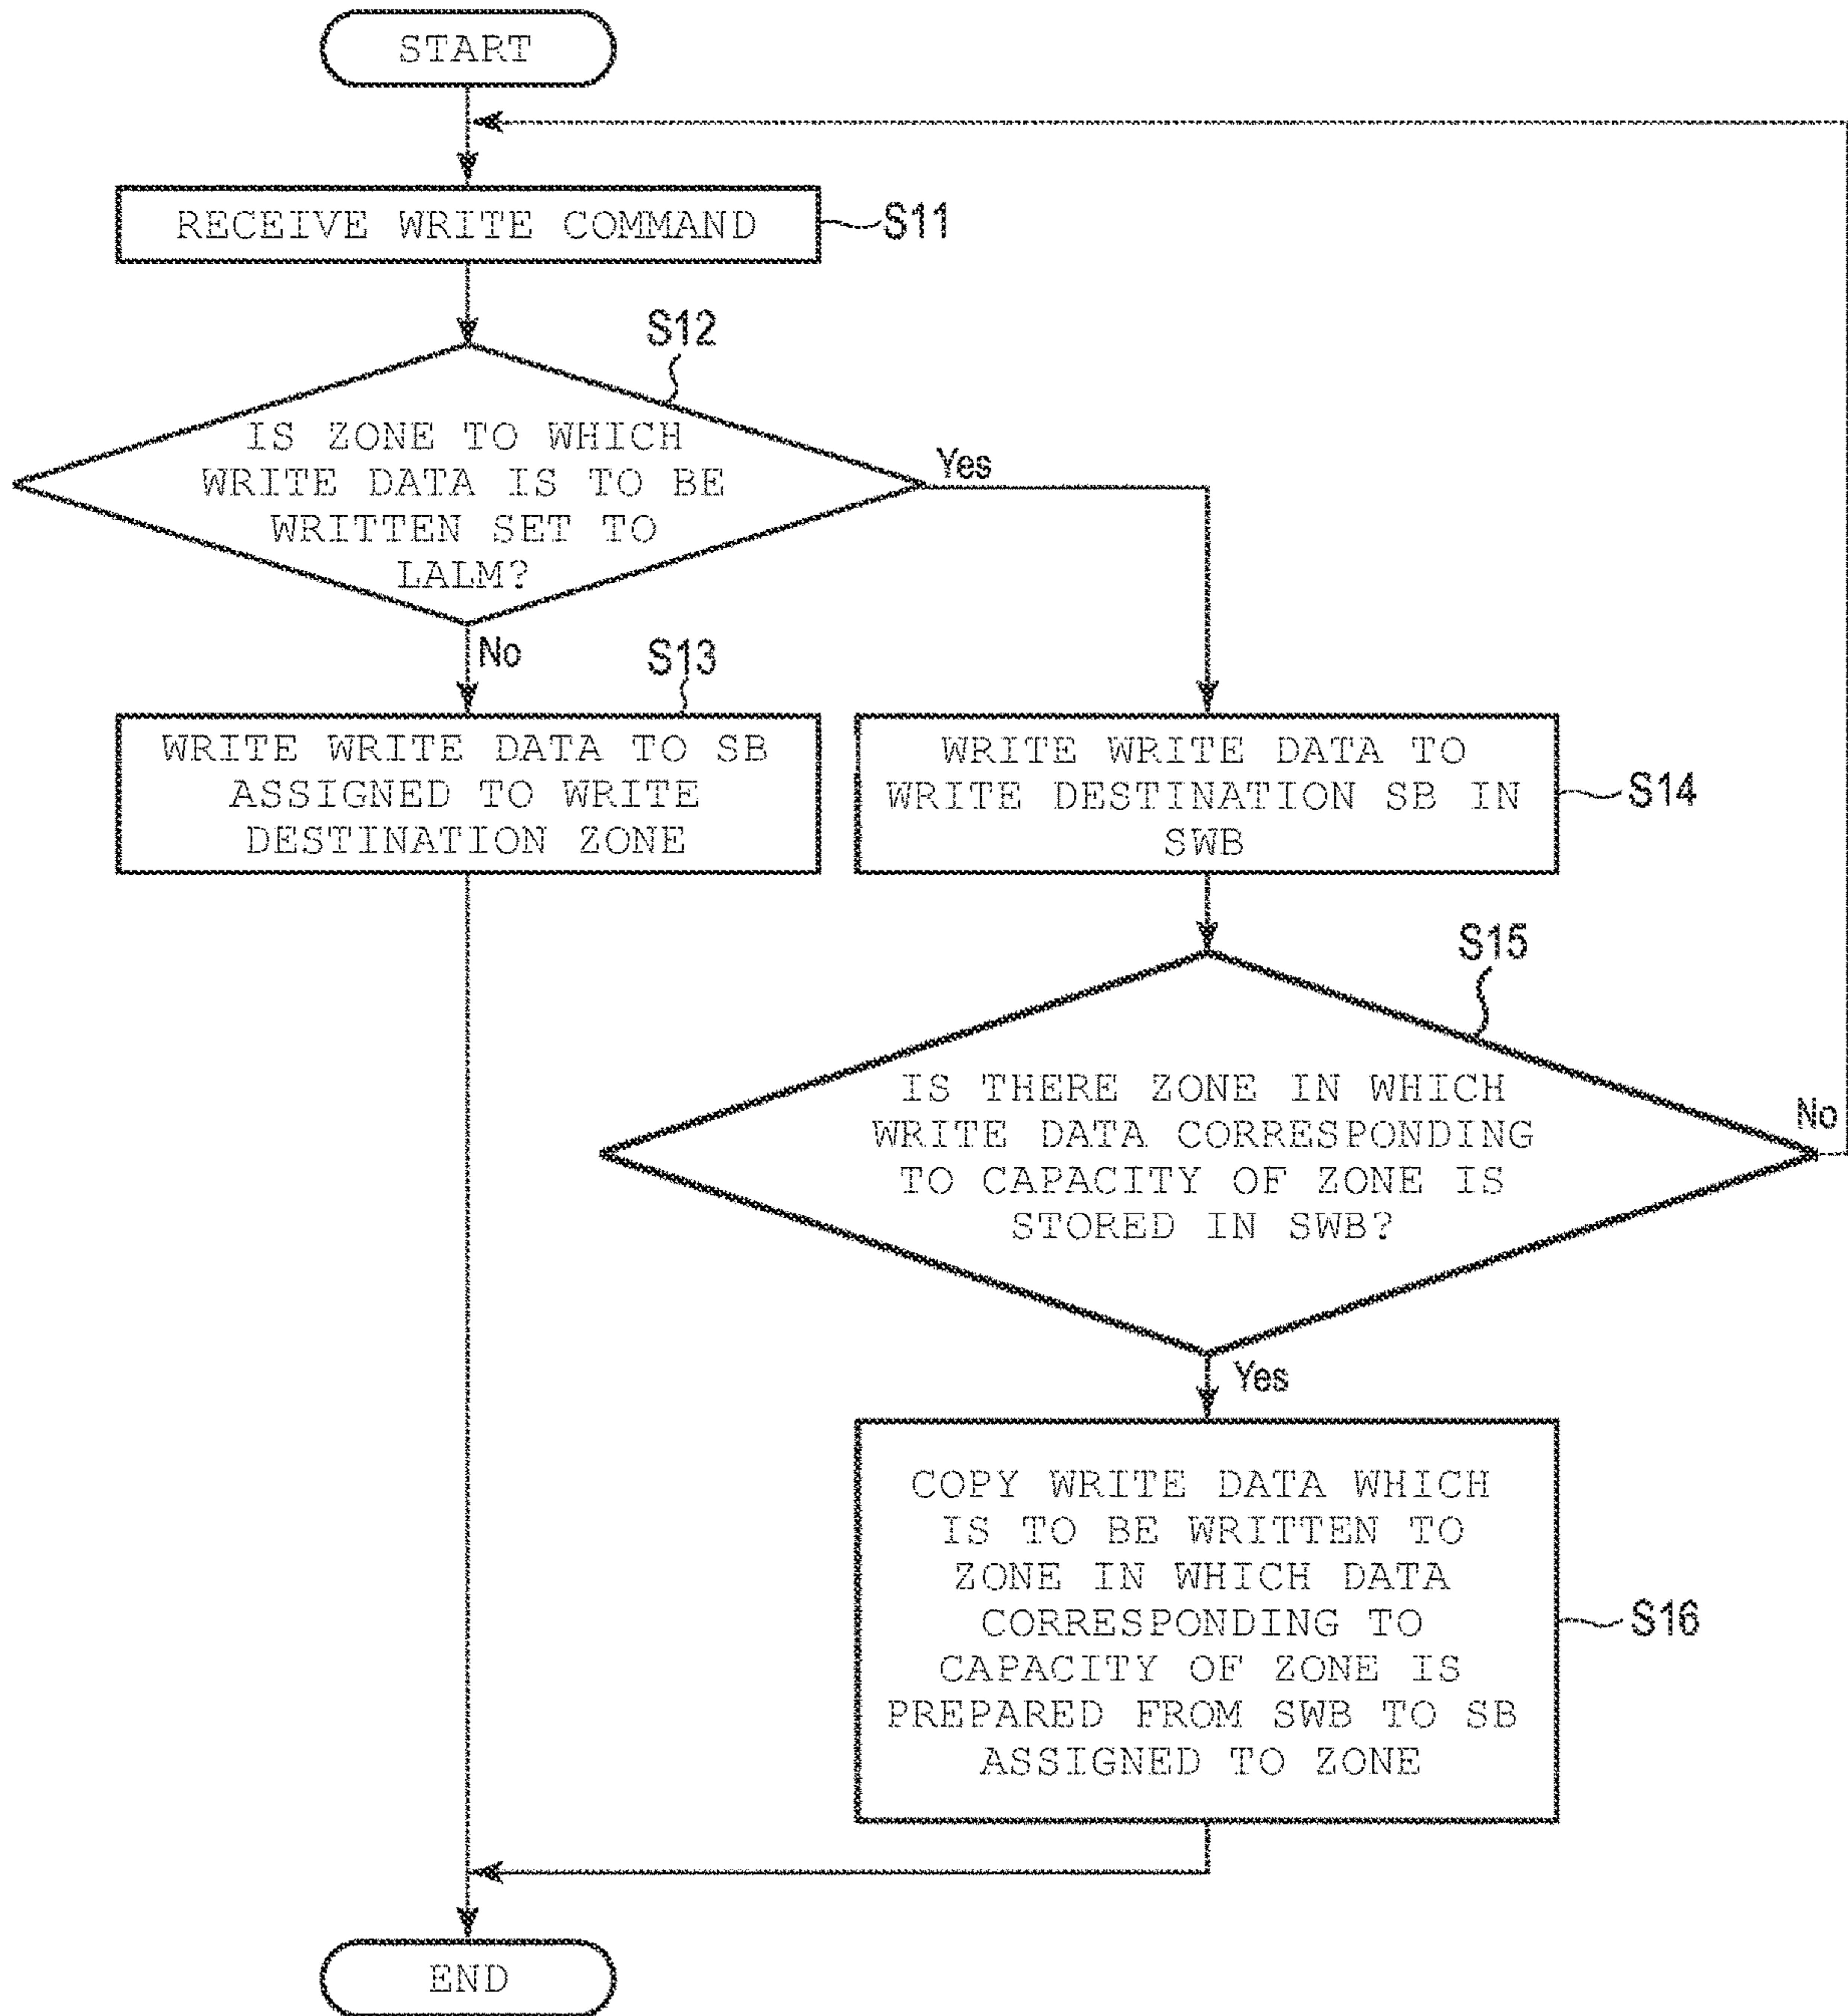 START
RECEIVE WRITE COMMAND
S11
S12
IS ZONE TO WHICH
WRITE DATA IS TO BE
WRITTEN SET TO
LALM?
Yes
No
S13
WRITE WRITE DATA TO SB
ASSIGNED TO WRITE
DESTINATION ZONE
WRITE WRITE DATA TO
WRITE DESTINATION SB IN
SWB
S14
S15
IS THERE ZONE IN WHICH
WRITE DATA CORRESPONDING
TO CAPACITY OF ZONE IS
STORED IN SWB?
No
Yes
COPY WRITE DATA WHICH
IS TO BE WRITTEN TO
ZONE IN WHICH DATA
CORRESPONDING TO
CAPACITY OF ZONE IS
PREPARED FROM SWB TO SB
ASSIGNED TO ZONE
S16
END